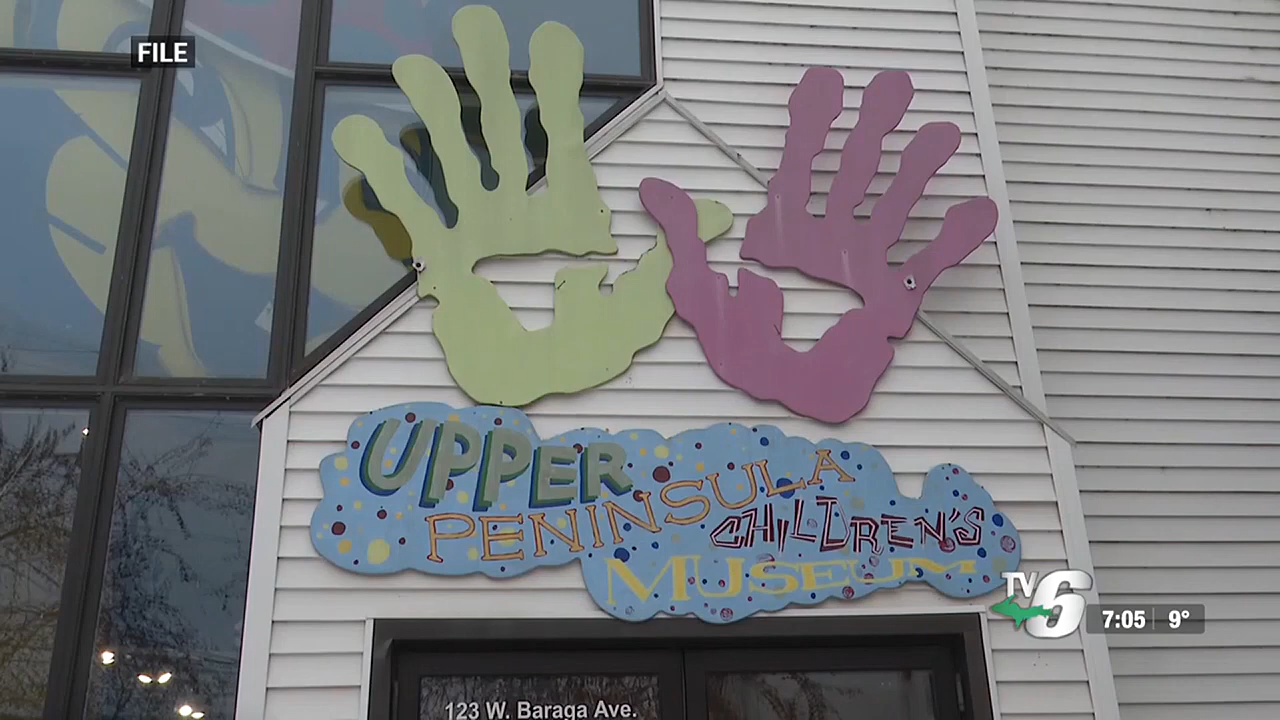 FILE
UPPER
PENINSULA
CHILDREN'S
MUSEUM
TV6
7:05 9°
123 W. Baraga Ave.